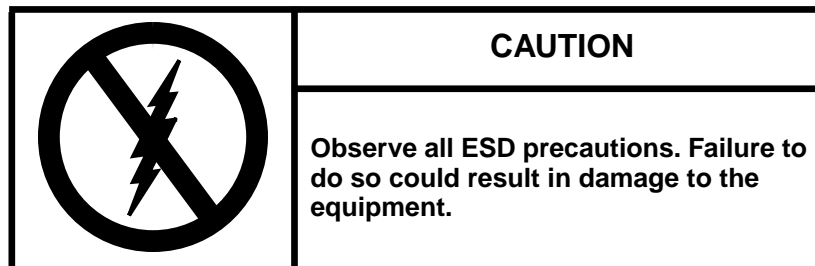 CAUTION
Observe all ESD precautions. Failure to
do so could result in damage to the
equipment.